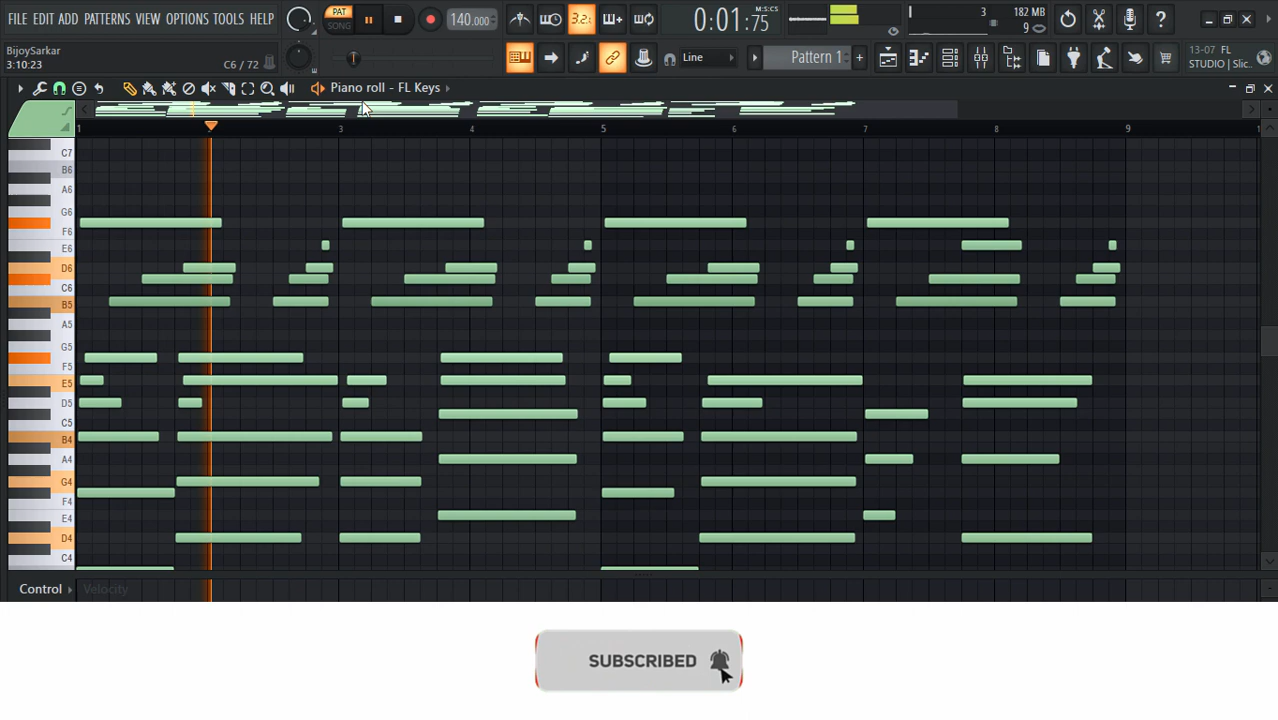 FILE EDIT ADD PATTERNS VIEW OPTIONS TOOLS HELP
PAT
SONG
140.000
3.2
0:01:75
M:S:CS
3
182 MB
BijoySarkar
3:10:23
C6 / 72
Line
Pattern 1
13-07 FL
STUDIO | Slic..
Piano roll - FL Keys
1
3
4
5
6
7
8
9
C7
B6
A6
G6
F6
E6
D6
C6
B5
A5
G5
F5
E5
D5
C5
B4
A4
G4
F4
E4
D4
C4
Control
Velocity
SUBSCRIBED